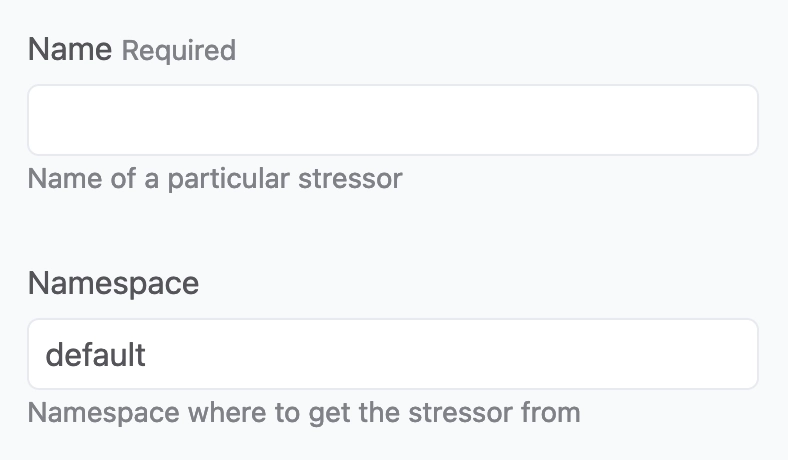 Name Required
Name of a particular stressor
Namespace
default
Namespace where to get the stressor from